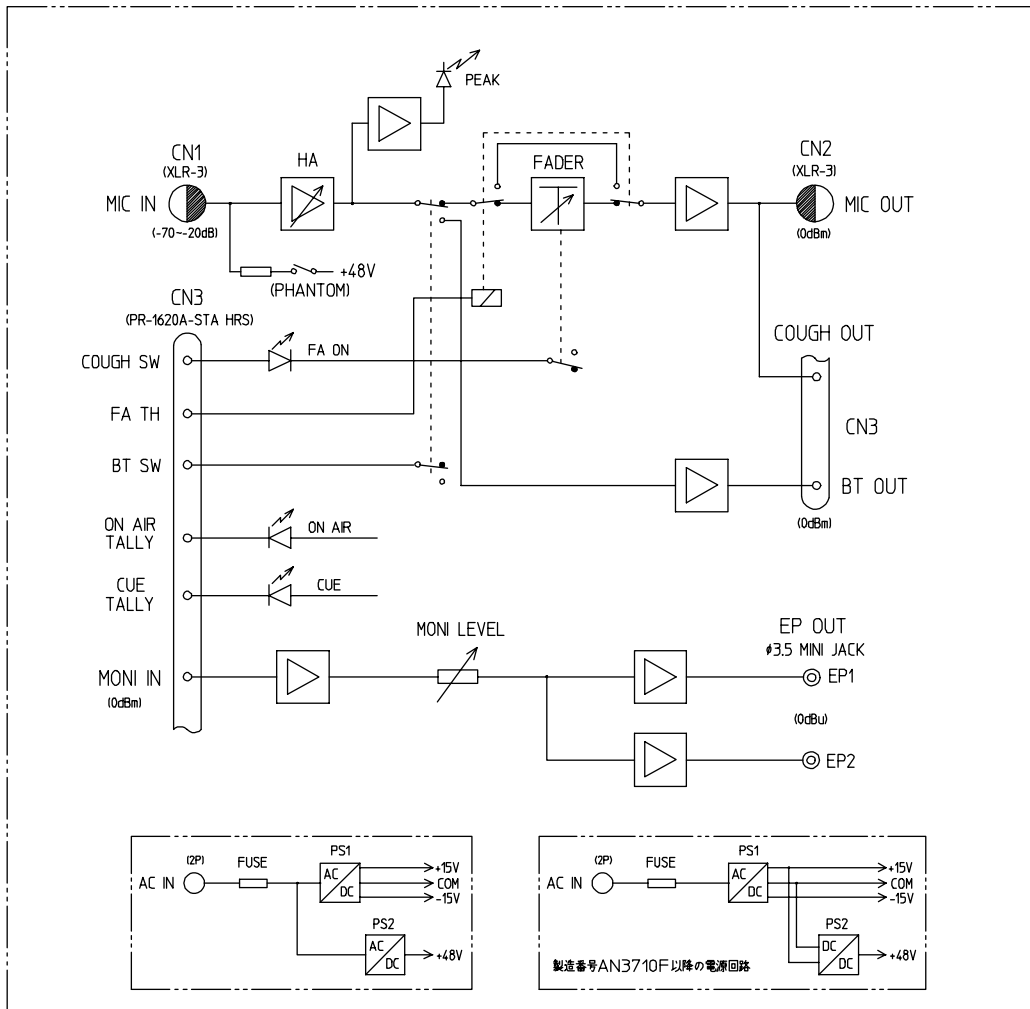 PEAK
CN1
(XLR-3)
MIC IN
(-70~-20dB)
HA
FADER
CN2
(XLR-3)
MIC OUT
(0dBm)
+48V
(PHANTOM)
CN3
(PR-1620A-STA HRS)
COUGH SW
FA ON
FA TH
BT SW
ON AIR
TALLY
ON AIR
CUE
TALLY
CUE
MONI IN
(0dBm)
MONI LEVEL
COUGH OUT
CN3
BT OUT
(0dBm)
EP OUT
φ3.5 MINI JACK
EP1
(0dBu)
EP2
AC IN
(2P)
FUSE
PS1
AC
DC
+15V
COM
-15V
PS2
AC
DC
+48V
AC IN
(2P)
FUSE
PS1
AC
DC
+15V
COM
-15V
PS2
DC
DC
+48V
製造番号AN3710F以降の電源回路